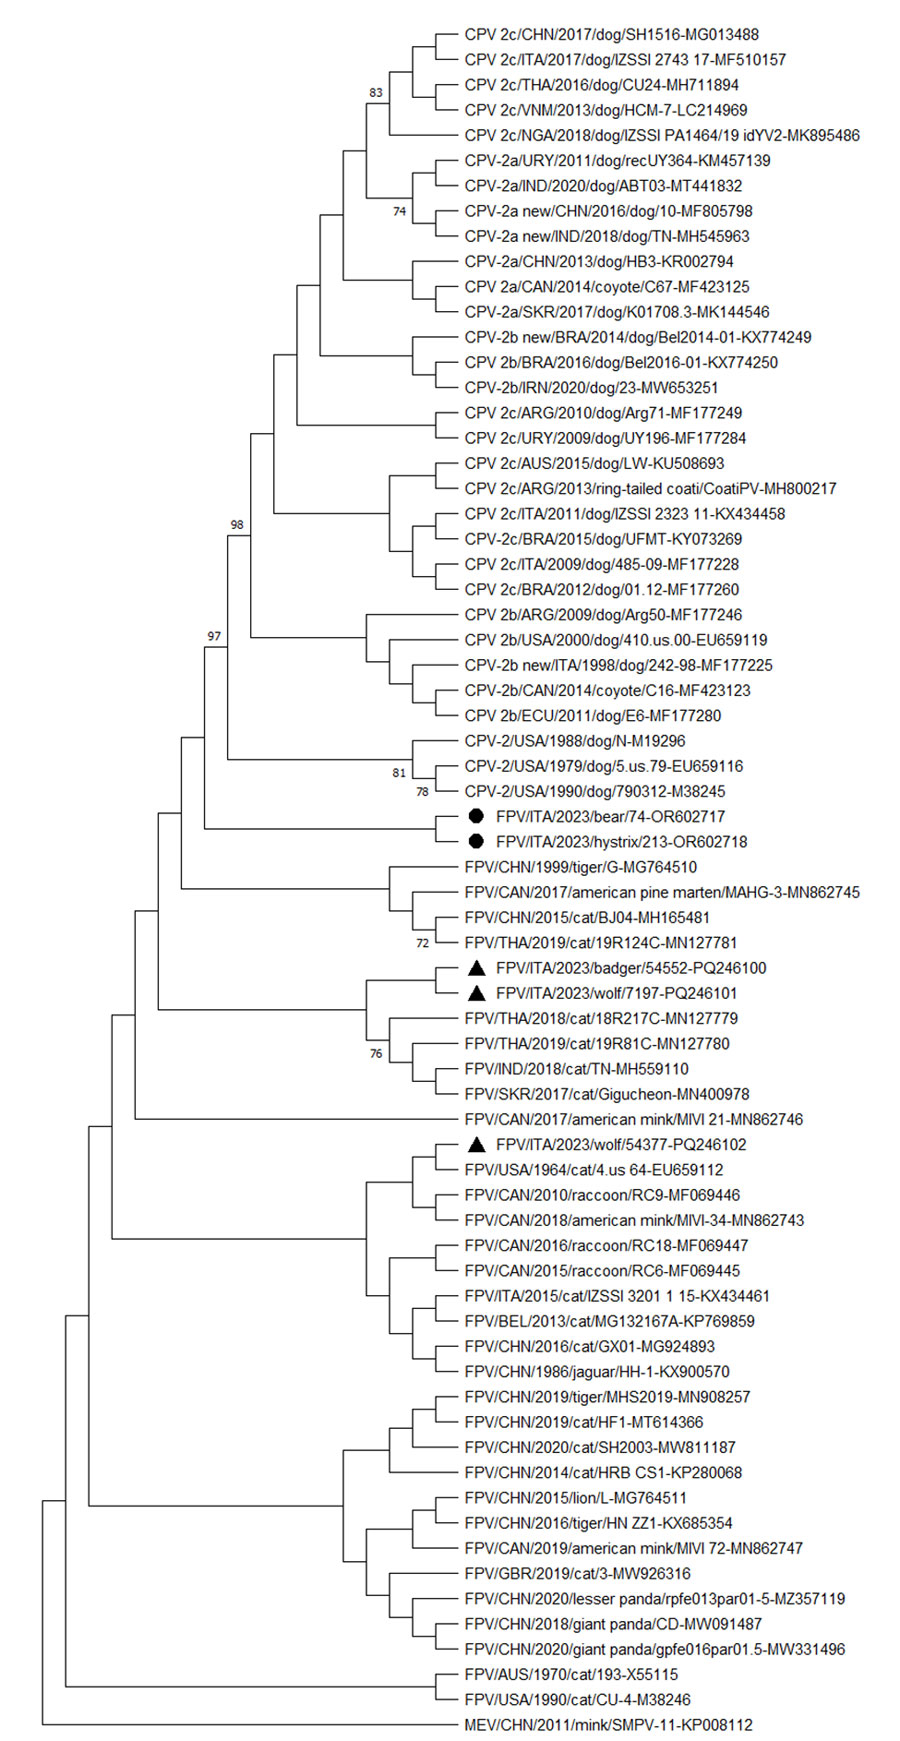 CPV 2c/CHN/2017/dog/SH1516-MG013488
CPV 2c/ITA/2017/dog/IZSSI 2743 17-MF510157
CPV 2c/THA/2016/dog/CU24-MH711894
83
CPV 2c/VNM/2013/dog/HCM-7-LC214969
CPV 2c/NGA/2018/dog/IZSSI PA1464/19 idYV2-MK895486
CPV-2a/URY/2011/dog/recUY364-KM457139
CPV-2a/IND/2020/dog/ABT03-MT441832
74
CPV-2a new/CHN/2016/dog/10-MF805798
CPV-2a new/IND/2018/dog/TN-MH545963
CPV-2a/CHN/2013/dog/HB3-KR002794
CPV 2a/CAN/2014/coyote/C67-MF423125
CPV-2a/SKR/2017/dog/K01708.3-MK144546
CPV-2b new/BRA/2014/dog/Bel2014-01-KX774249
CPV 2b/BRA/2016/dog/Bel2016-01-KX774250
CPV-2b/IRN/2020/dog/23-MW653251
CPV 2c/ARG/2010/dog/Arg71-MF177249
CPV 2c/URY/2009/dog/UY196-MF177284
CPV 2c/AUS/2015/dog/LW-KU508693
CPV 2c/ARG/2013/ring-tailed coati/CoatiPV-MH800217
CPV 2c/ITA/2011/dog/IZSSI 2323 11-KX434458
98
CPV-2c/BRA/2015/dog/UFMT-KY073269
CPV 2c/ITA/2009/dog/485-09-MF177228
CPV 2c/BRA/2012/dog/01.12-MF177260
CPV 2b/ARG/2009/dog/Arg50-MF177246
97
CPV 2b/USA/2000/dog/410.us.00-EU659119
CPV-2b new/ITA/1998/dog/242-98-MF177225
CPV-2b/CAN/2014/coyote/C16-MF423123
CPV 2b/ECU/2011/dog/E6-MF177280
CPV-2/USA/1988/dog/N-M19296
81
CPV-2/USA/1979/dog/5.us.79-EU659116
78
CPV-2/USA/1990/dog/790312-M38245
FPV/ITA/2023/bear/74-OR602717
FPV/ITA/2023/hystrix/213-OR602718
FPV/CHN/1999/tiger/G-MG764510
FPV/CAN/2017/american pine marten/MAHG-3-MN862745
FPV/CHN/2015/cat/BJ04-MH165481
72
FPV/THA/2019/cat/19R124C-MN127781
FPV/ITA/2023/badger/54552-PQ246100
FPV/ITA/2023/wolf/7197-PQ246101
FPV/THA/2018/cat/18R217C-MN127779
76
FPV/THA/2019/cat/19R81C-MN127780
FPV/IND/2018/cat/TN-MH559110
FPV/SKR/2017/cat/Gigucheon-MN400978
FPV/CAN/2017/american mink/MIVI 21-MN862746
FPV/ITA/2023/wolf/54377-PQ246102
FPV/USA/1964/cat/4.us 64-EU659112
FPV/CAN/2010/raccoon/RC9-MF069446
FPV/CAN/2018/american mink/MIVI-34-MN862743
FPV/CAN/2016/raccoon/RC18-MF069447
FPV/CAN/2015/raccoon/RC6-MF069445
FPV/ITA/2015/cat/IZSSI 3201 1 15-KX434461
FPV/BEL/2013/cat/MG132167A-KP769859
FPV/CHN/2016/cat/GX01-MG924893
FPV/CHN/1986/jaguar/HH-1-KX900570
FPV/CHN/2019/tiger/MHS2019-MN908257
FPV/CHN/2019/cat/HF1-MT614366
FPV/CHN/2020/cat/SH2003-MW811187
FPV/CHN/2014/cat/HRB CS1-KP280068
FPV/CHN/2015/lion/L-MG764511
FPV/CHN/2016/tiger/HN ZZ1-KX685354
FPV/CAN/2019/american mink/MIVI 72-MN862747
FPV/GBR/2019/cat/3-MW926316
FPV/CHN/2020/lesser panda/rpfe013par01-5-MZ357119
FPV/CHN/2018/giant panda/CD-MW091487
FPV/CHN/2020/giant panda/gpfe016par01.5-MW331496
FPV/AUS/1970/cat/193-X55115
FPV/USA/1990/cat/CU-4-M38246
MEV/CHN/2011/mink/SMPV-11-KP008112